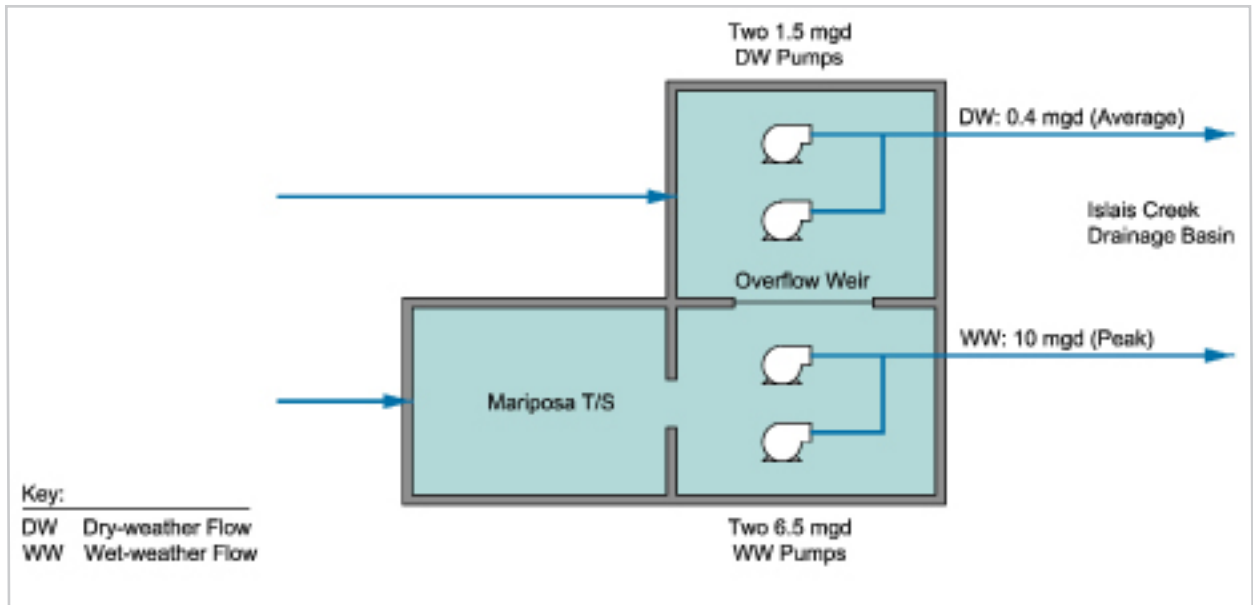 Two 1.5 mgd
DW Pumps
DW: 0.4 mgd (Average)
Islais Creek
Drainage Basin
Overflow Weir
WW: 10 mgd (Peak)
Mariposa T/S
Key:
DW Dry-weather Flow
WW Wet-weather Flow
Two 6.5 mgd
WW Pumps